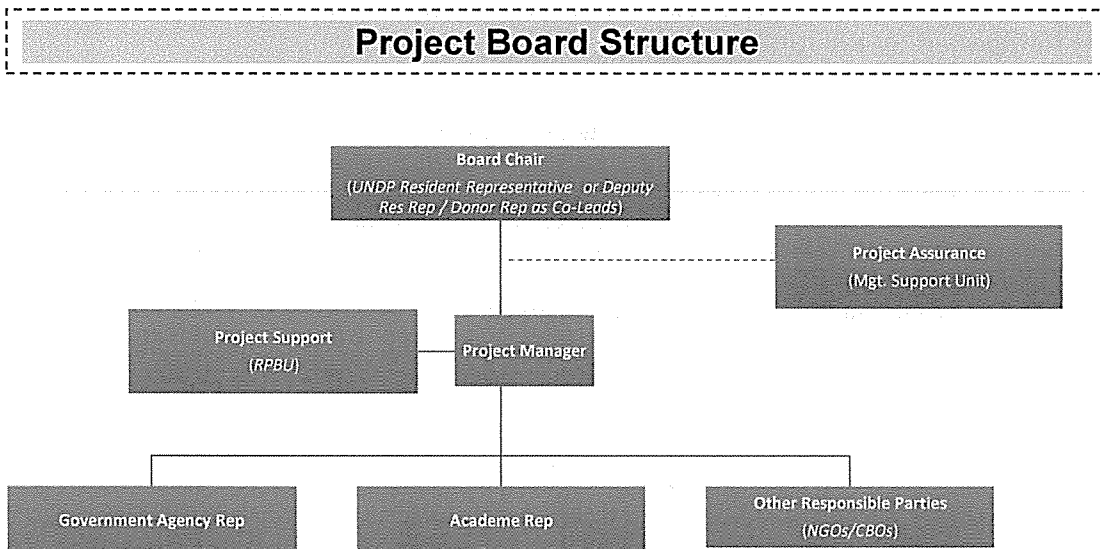 Project Board Structure
Board Chair
(UNDP Resident Representative or Deputy
Res Rep / Donor Rep as Co-Leads)
Project Assurance
(Mgt. Support Unit)
Project Support
(RPBU)
Project Manager
Government Agency Rep
Academe Rep
Other Responsible Parties
(NGOs/CBOs)